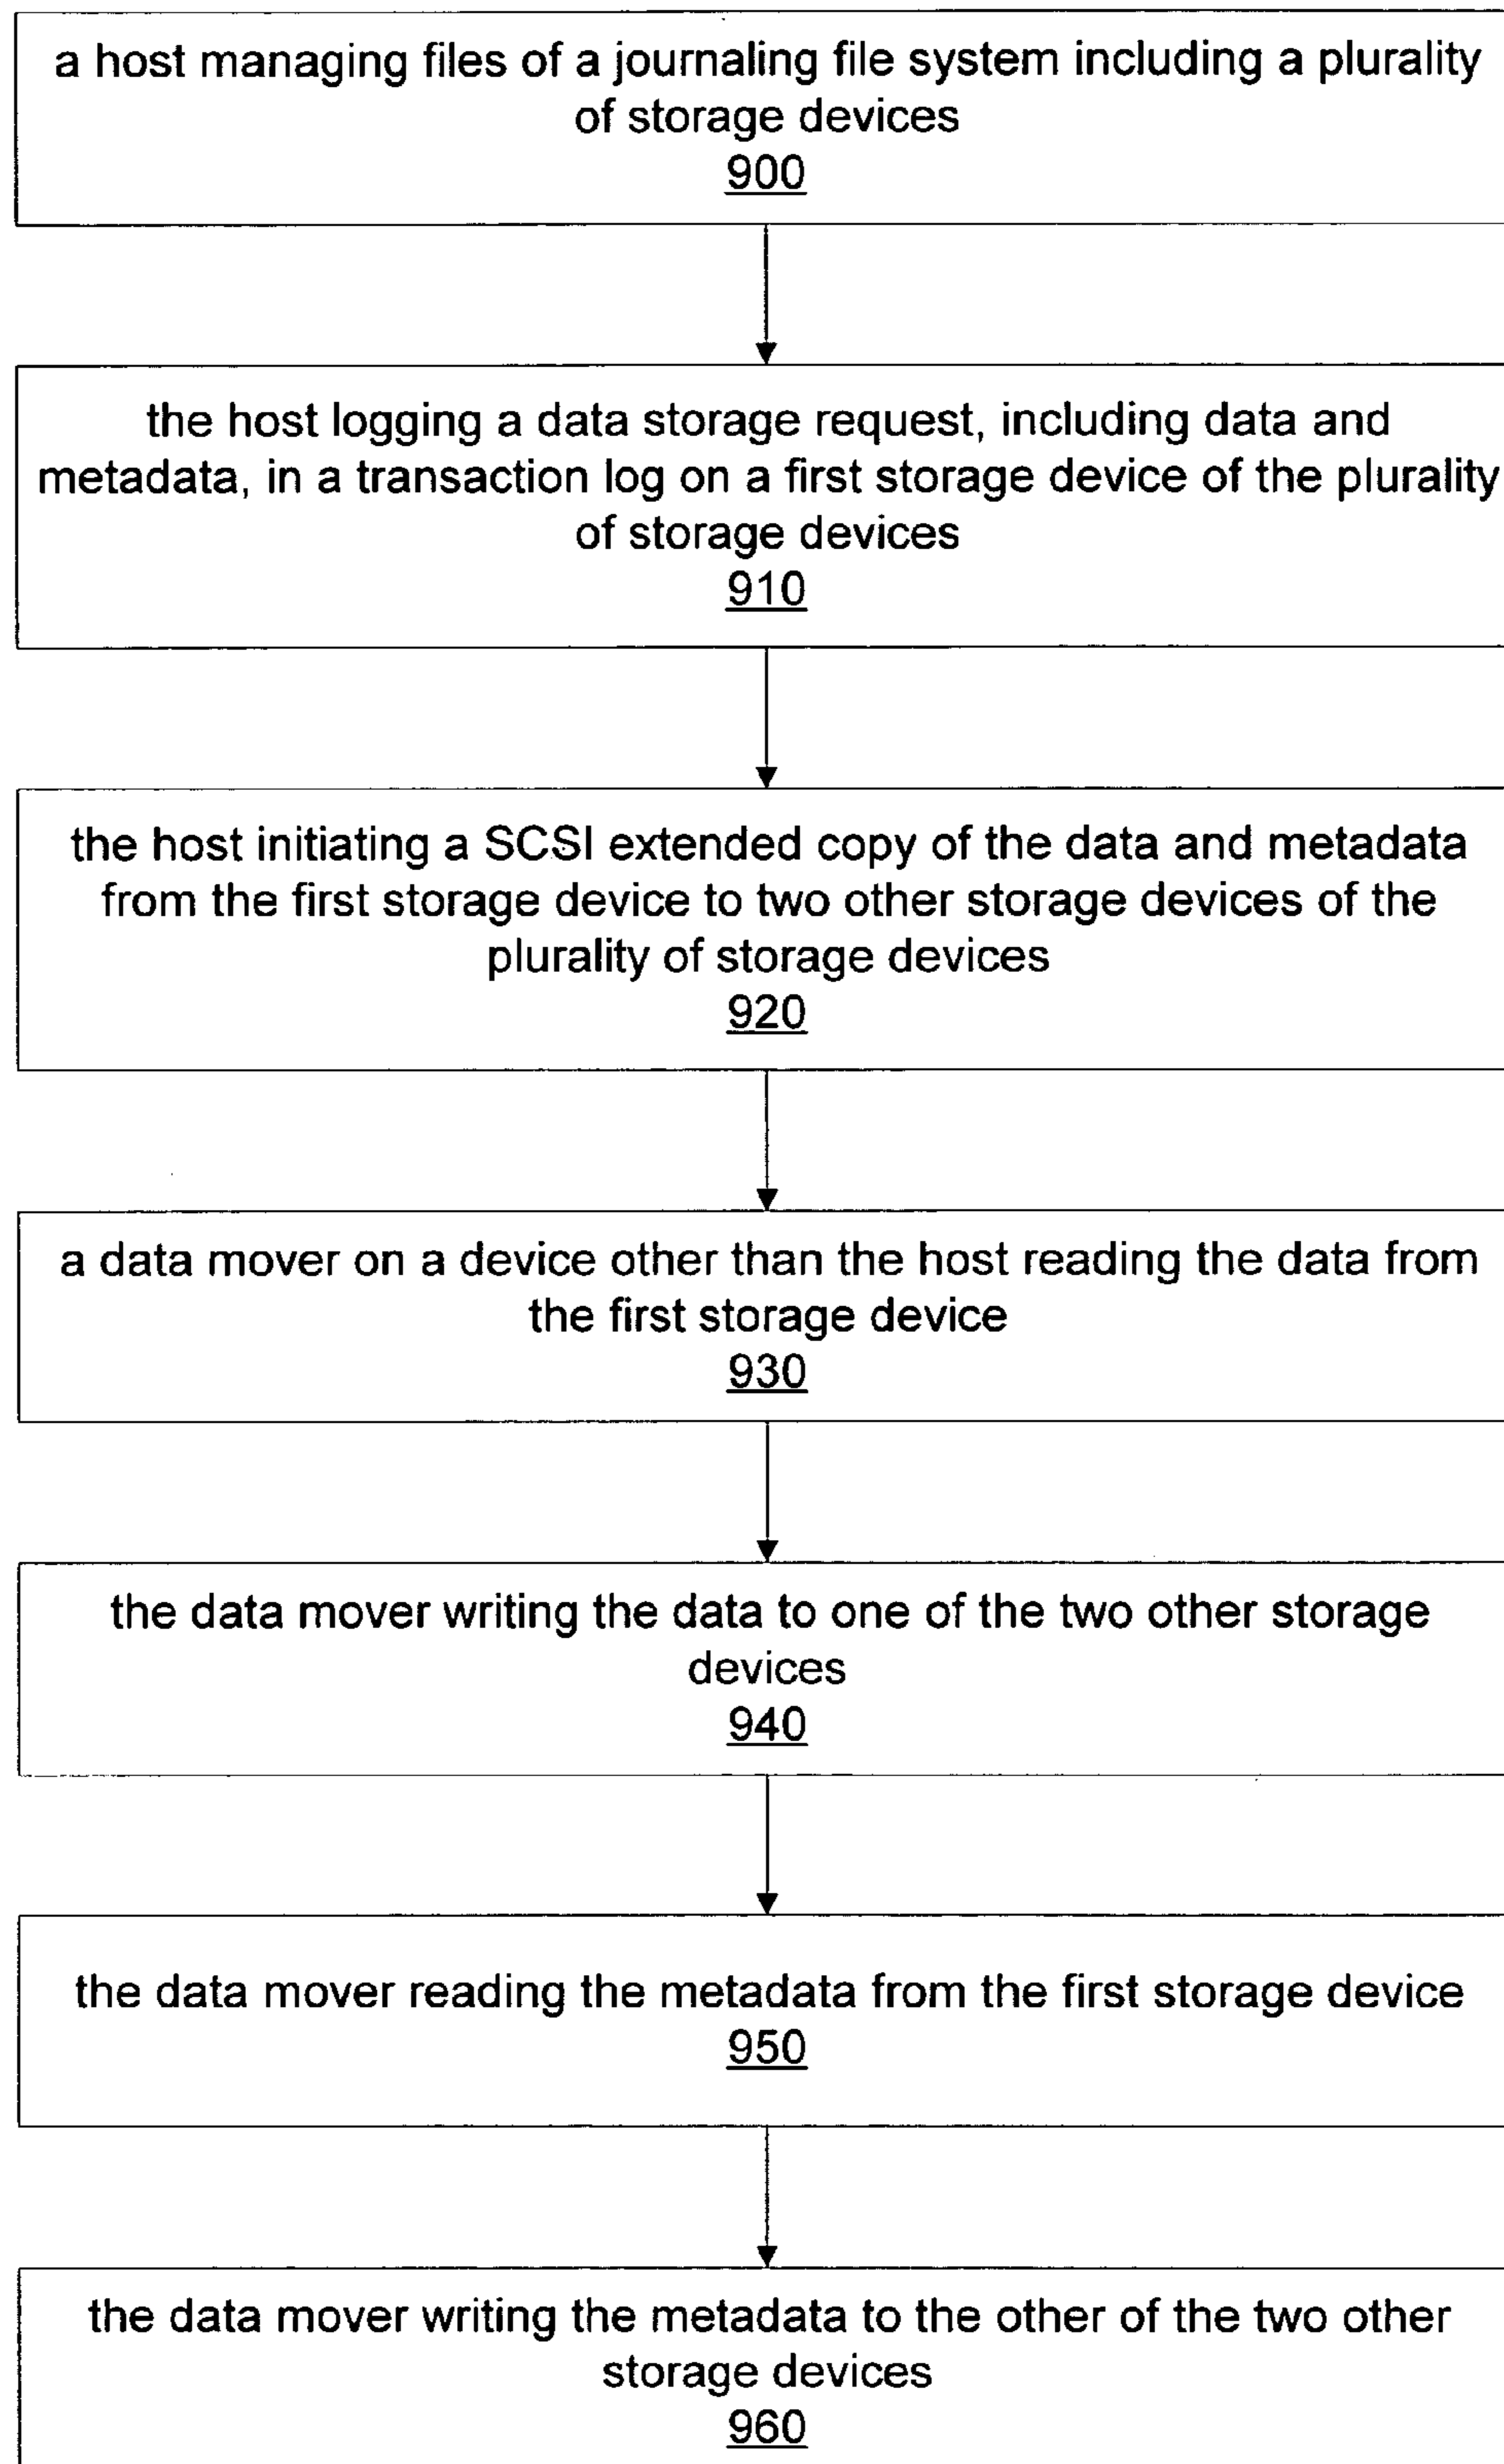 a host managing files of a journaling file system including a plurality
of storage devices
900
the host logging a data storage request, including data and
metadata, in a transaction log on a first storage device of the plurality
of storage devices
910
the host initiating a SCSI extended copy of the data and metadata
from the first storage device to two other storage devices of the
plurality of storage devices
920
a data mover on a device other than the host reading the data from
the first storage device
930
the data mover writing the data to one of the two other storage
devices
940
the data mover reading the metadata from the first storage device
950
the data mover writing the metadata to the other of the two other
storage devices
960